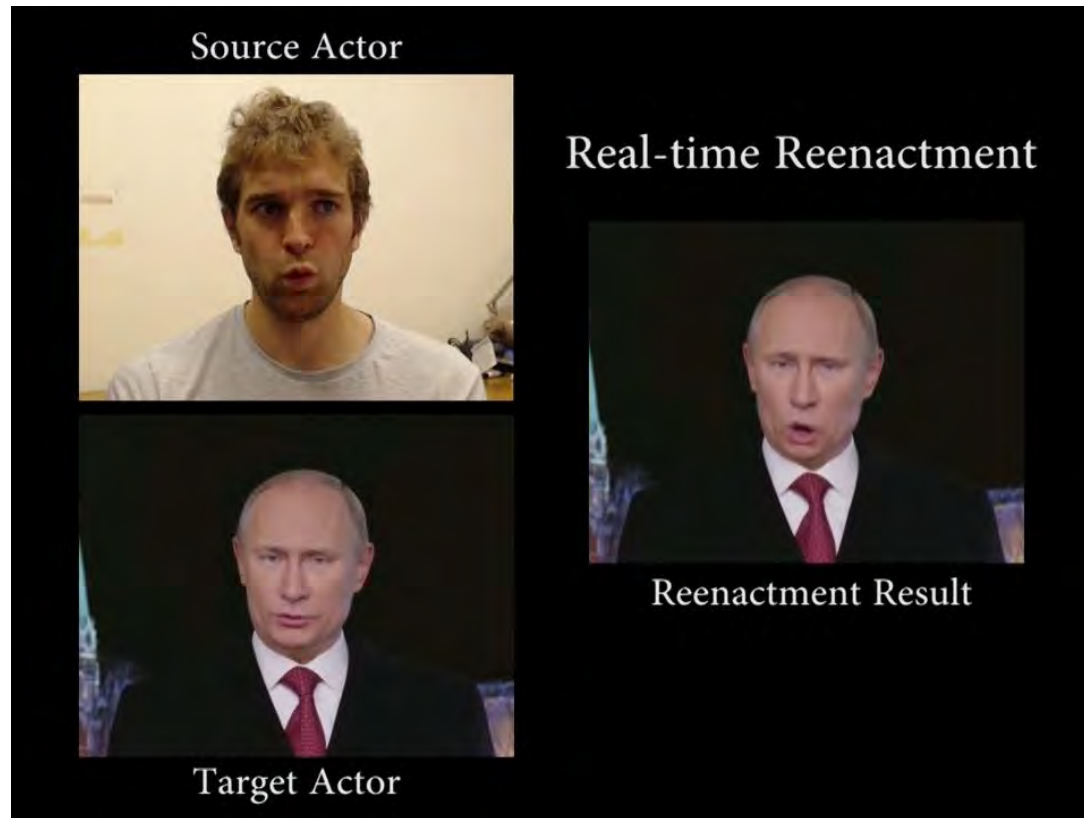 Source Actor
Real-time Reenactment
Reenactment Result
Target Actor